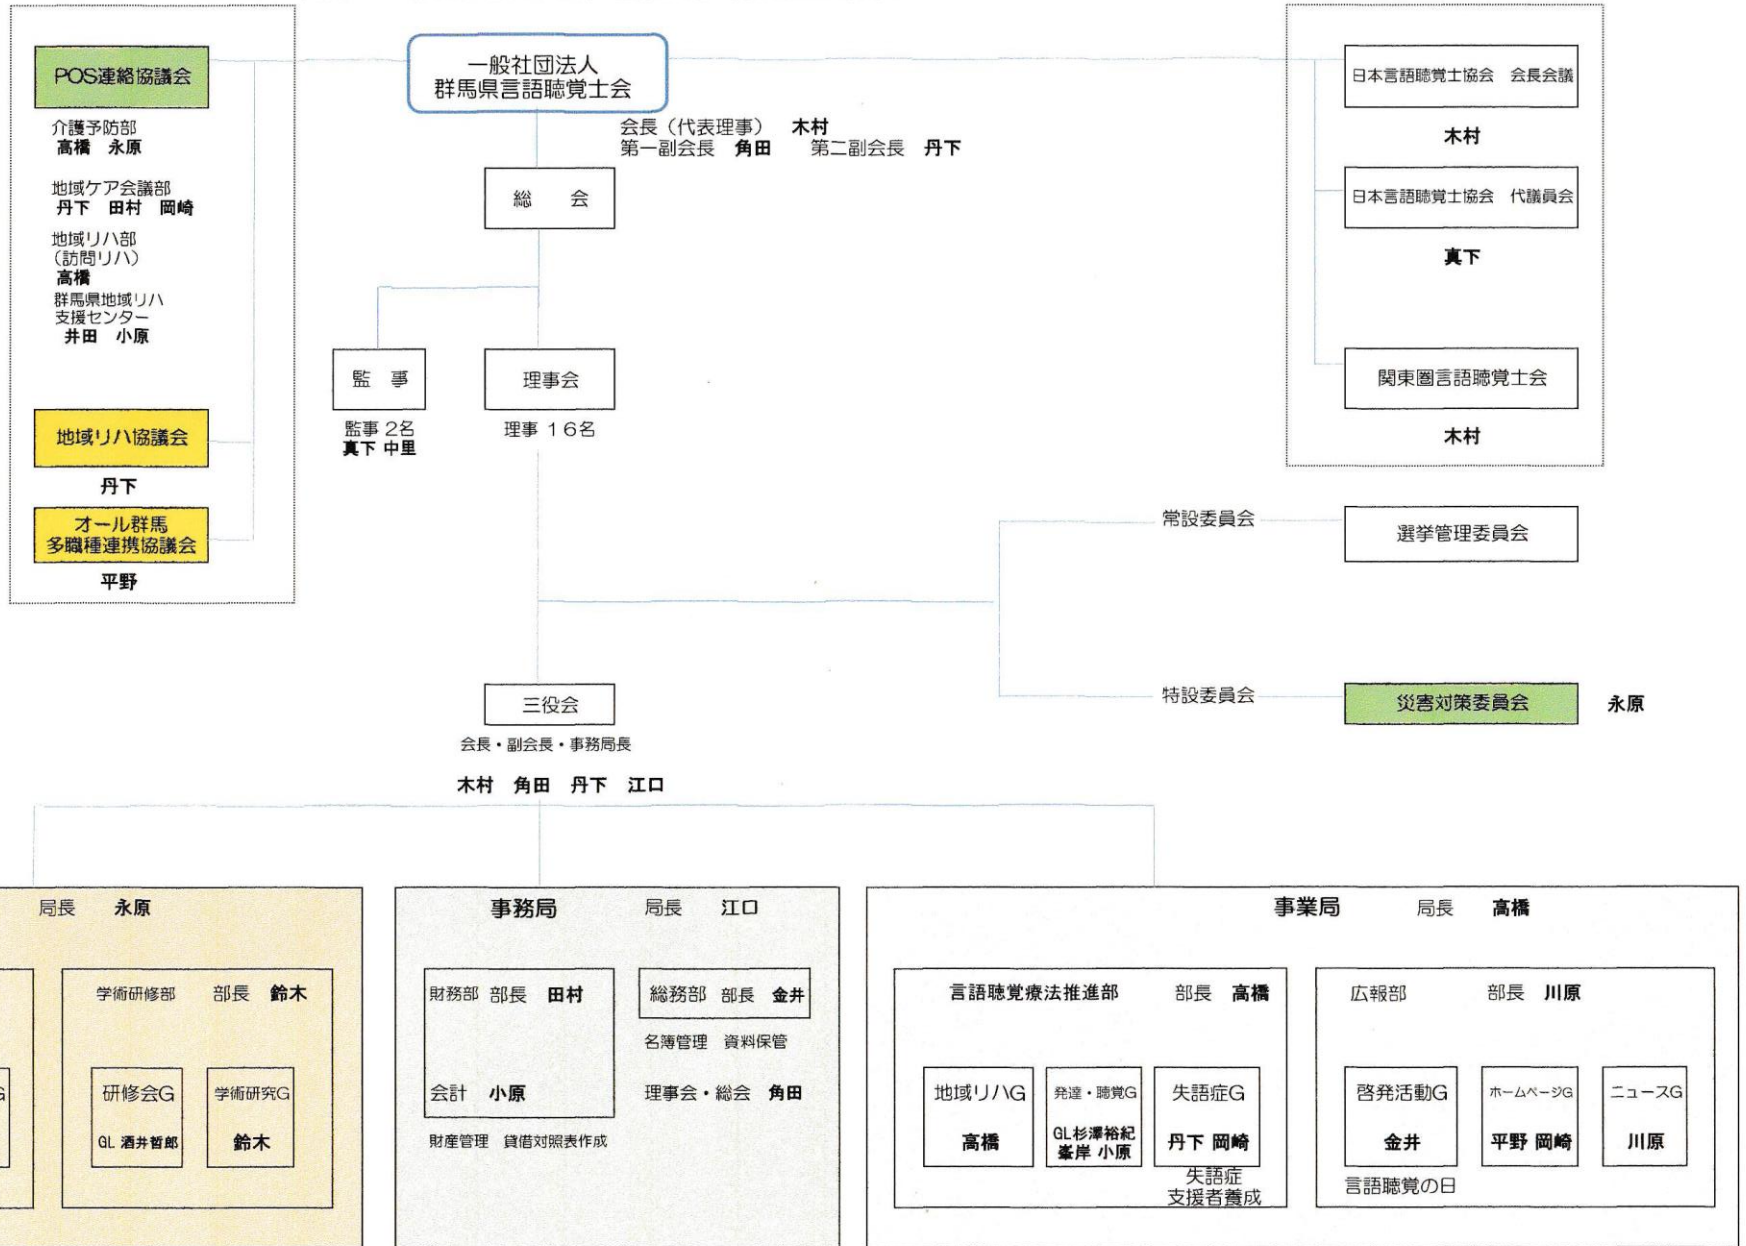 POS連絡協議会
介護予防部
高橋　永原
地域ケア会議部
丹下　田村　岡崎
地域リハ部
(訪問リハ)
高橋
群馬県地域リハ
支援センター
井田　小原
地域リハ協議会
丹下
オール群馬
多職種連携協議会
平野
一般社団法人
群馬県言語聴覚士会
会長（代表理事）　木村
第一副会長　角田　　第二副会長　丹下
総　会
監　事
監事 2名
真下 中里
理事会
理事 16名
日本言語聴覚士協会　会長会議
木村
日本言語聴覚士協会　代議員会
真下
関東圏言語聴覚士会
木村
常設委員会
選挙管理委員会
特設委員会
災害対策委員会
永原
三役会
会長・副会長・事務局長
木村　角田　丹下　江口
局長　永原
学術研修部　部長　鈴木
G
研修会G
GL 酒井哲郎
学術研究G
鈴木
事務局　局長　江口
財務部 部長　田村
会計　小原
財産管理　貸借対照表作成
総務部 部長　金井
名簿管理　資料保管
理事会・総会　角田
事業局　局長　高橋
言語聴覚療法推進部　部長　高橋
地域リハG
高橋
発達・聴覚G
GL杉澤裕紀
峯岸 小原
失語症G
丹下 岡崎
失語症
支援者養成
広報部　部長　川原
啓発活動G
金井
言語聴覚の日
ホームページG
平野 岡崎
ニュースG
川原